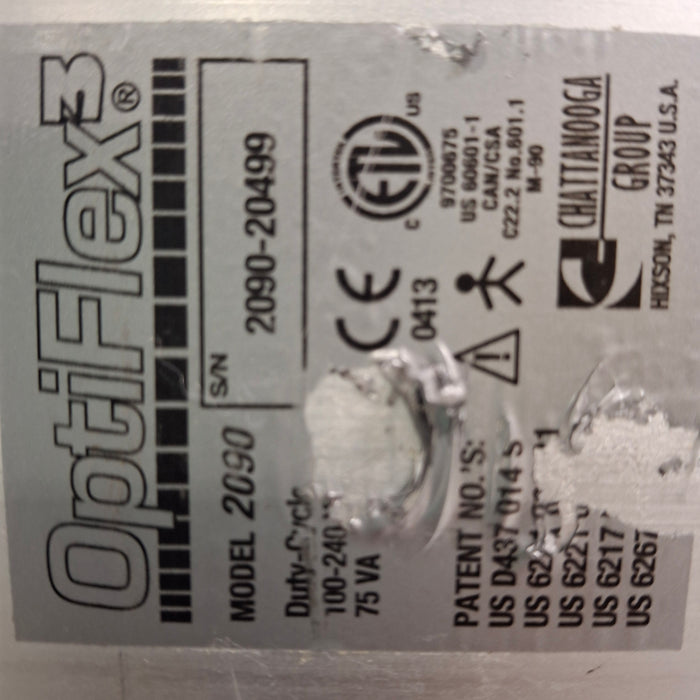 OptiFlex3®
MODEL 2090
S/N
2090-20499
Duty-Cycle
100-240
75 VA
CE
0413
C ETL US
9700675
US 60601-1
CAN/CSA
C22.2 No.601.1
M-90
PATENT NO.'S:
US D437 014 S
US
US
US 6217
US 6267
CHATTANOOGA
GROUP
HIXSON, TN 37343 U.S.A.